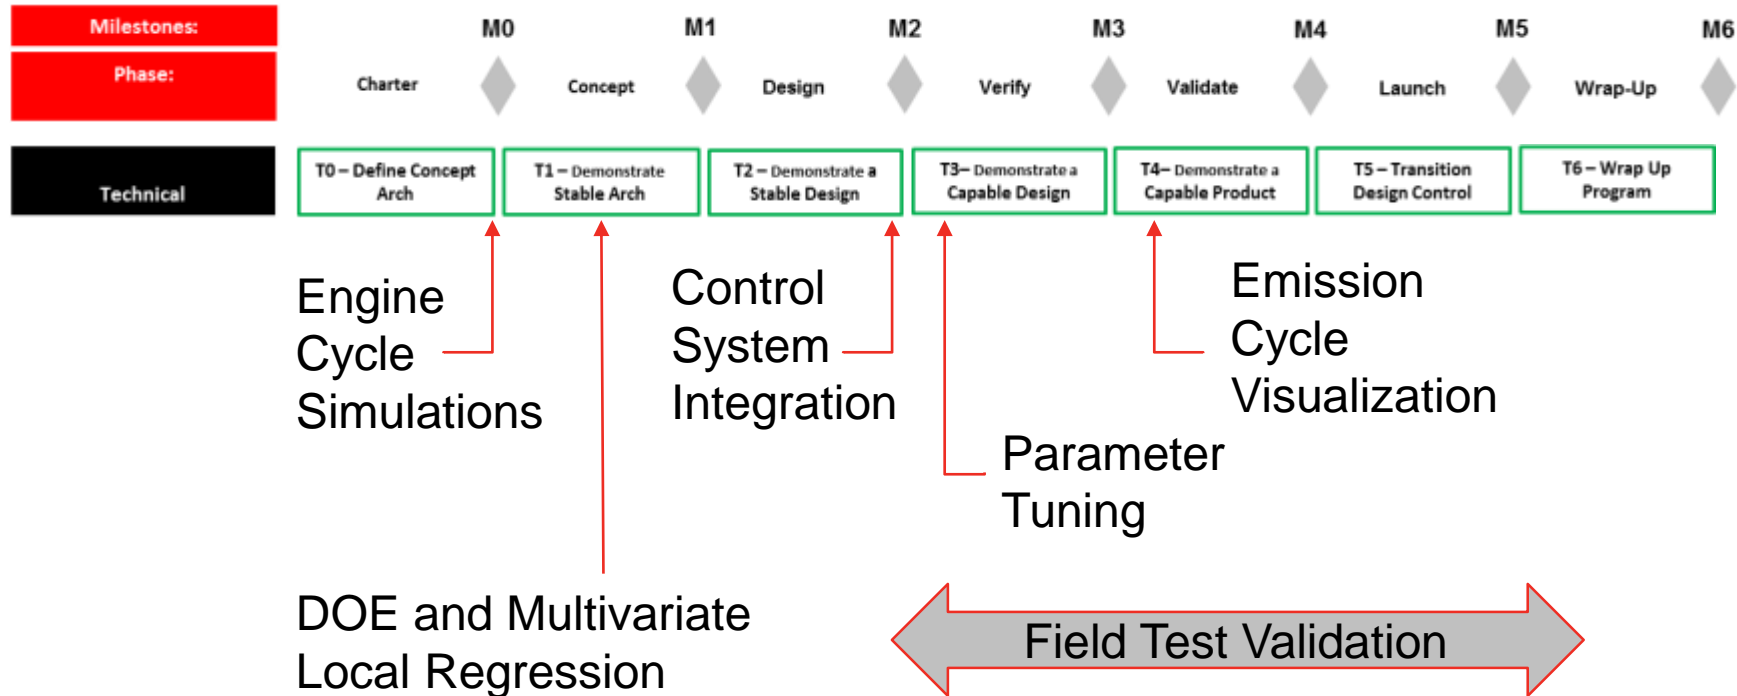 Milestones:
M0
M1
M2
M3
M4
M5
M6
Phase:
Charter
Concept
Design
Verify
Validate
Launch
Wrap-Up
Technical
T0 – Define Concept
Arch
T1 – Demonstrate
Stable Arch
T2 – Demonstrate a
Stable Design
T3– Demonstrate a
Capable Design
T4– Demonstrate a
Capable Product
T5 – Transition
Design Control
T6 – Wrap Up
Program
Engine
Cycle
Simulations
Control
System
Integration
Emission
Cycle
Visualization
Parameter
Tuning
DOE and Multivariate
Local Regression
Field Test Validation